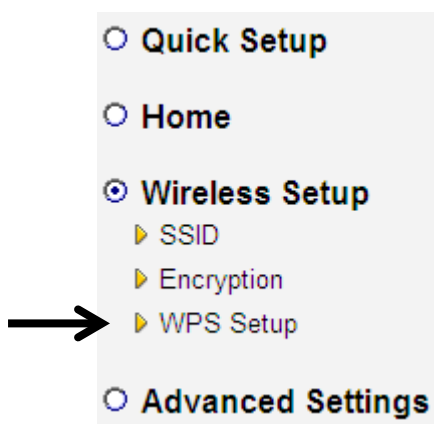 Quick Setup
Home
Wireless Setup
SSID
Encryption
WPS Setup
Advanced Settings